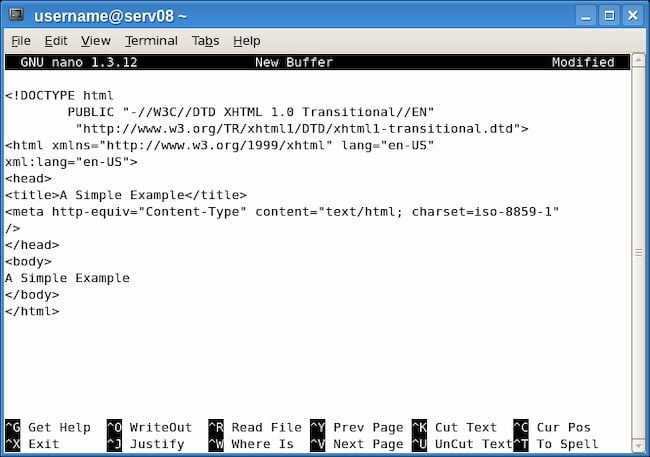 username@serv08 ~
File Edit View Terminal Tabs Help
GNU nano 1.3.12 New Buffer Modified
<!DOCTYPE html
PUBLIC "-//W3C//DTD XHTML 1.0 Transitional//EN"
"http://www.w3.org/TR/xhtml1/DTD/xhtml1-transitional.dtd">
<html xmlns="http://www.w3.org/1999/xhtml" lang="en-US"
xml:lang="en-US">
<head>
<title>A Simple Example</title>
<meta http-equiv="Content-Type" content="text/html; charset=iso-8859-1"
/>
</head>
<body>
A Simple Example
</body>
</html>
^G Get Help ^O WriteOut ^R Read File ^Y Prev Page ^K Cut Text ^C Cur Pos
^X Exit ^J Justify ^W Where Is ^V Next Page ^U UnCut Text ^T To Spell